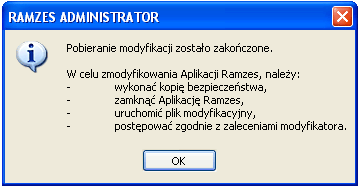 RAMZES ADMINISTRATOR
Pobieranie modyfikacji zostało zakończone.
W celu zmodyfikowania Aplikacji Ramzes, należy:
- wykonać kopię bezpieczeństwa,
- zamknąć Aplikację Ramzes,
- uruchomić plik modyfikacyjny,
- postępować zgodnie z zaleceniami modyfikatora.
OK